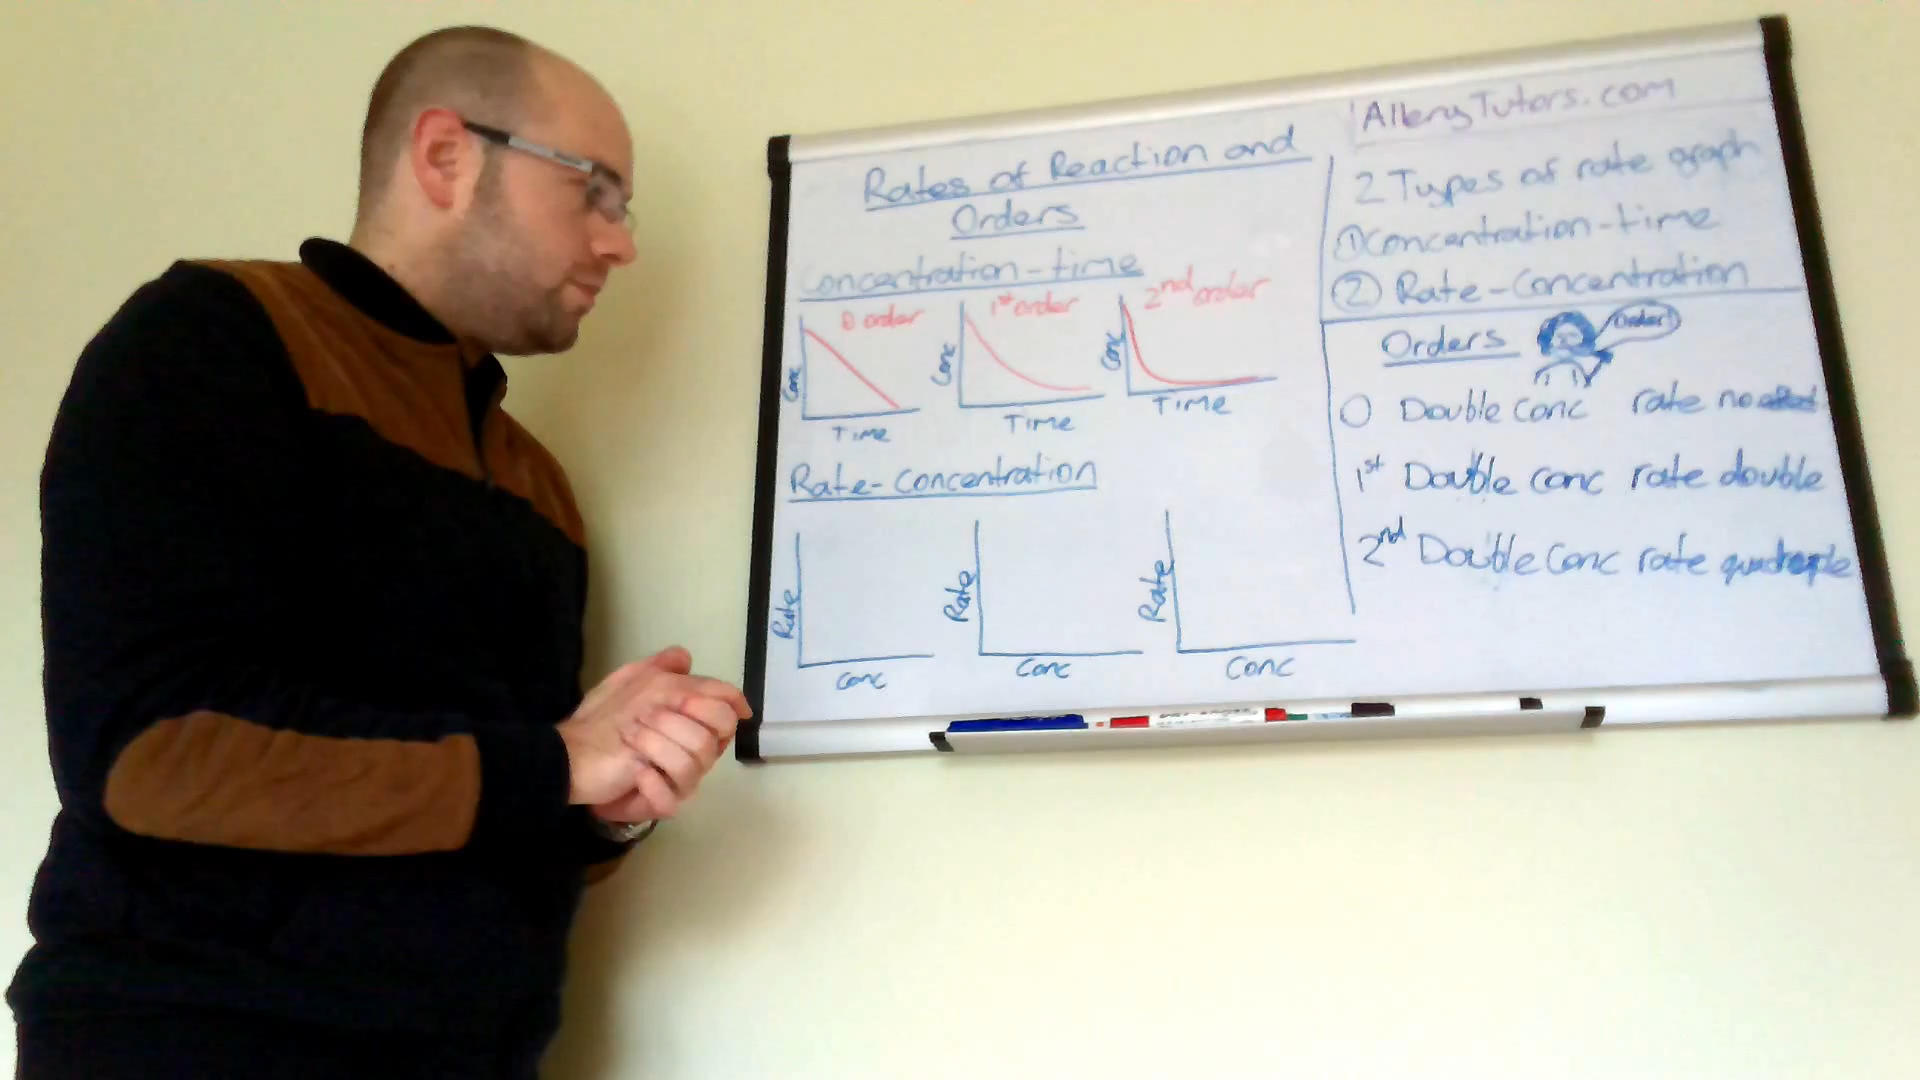 Rates of Reaction and
Orders
Concentration-time
0 order
1st order
2nd order
Conc
Time
Conc
Time
Conc
Time
Rate-Concentration
Rate
Conc
Rate
Conc
Rate
Conc
AlleryTutors.com
2 Types of rate graph
① Concentration-time
② Rate-Concentration
Orders
Order!
0 Double Conc rate no
1st Double conc rate double
2nd Double Conc rate quadruple